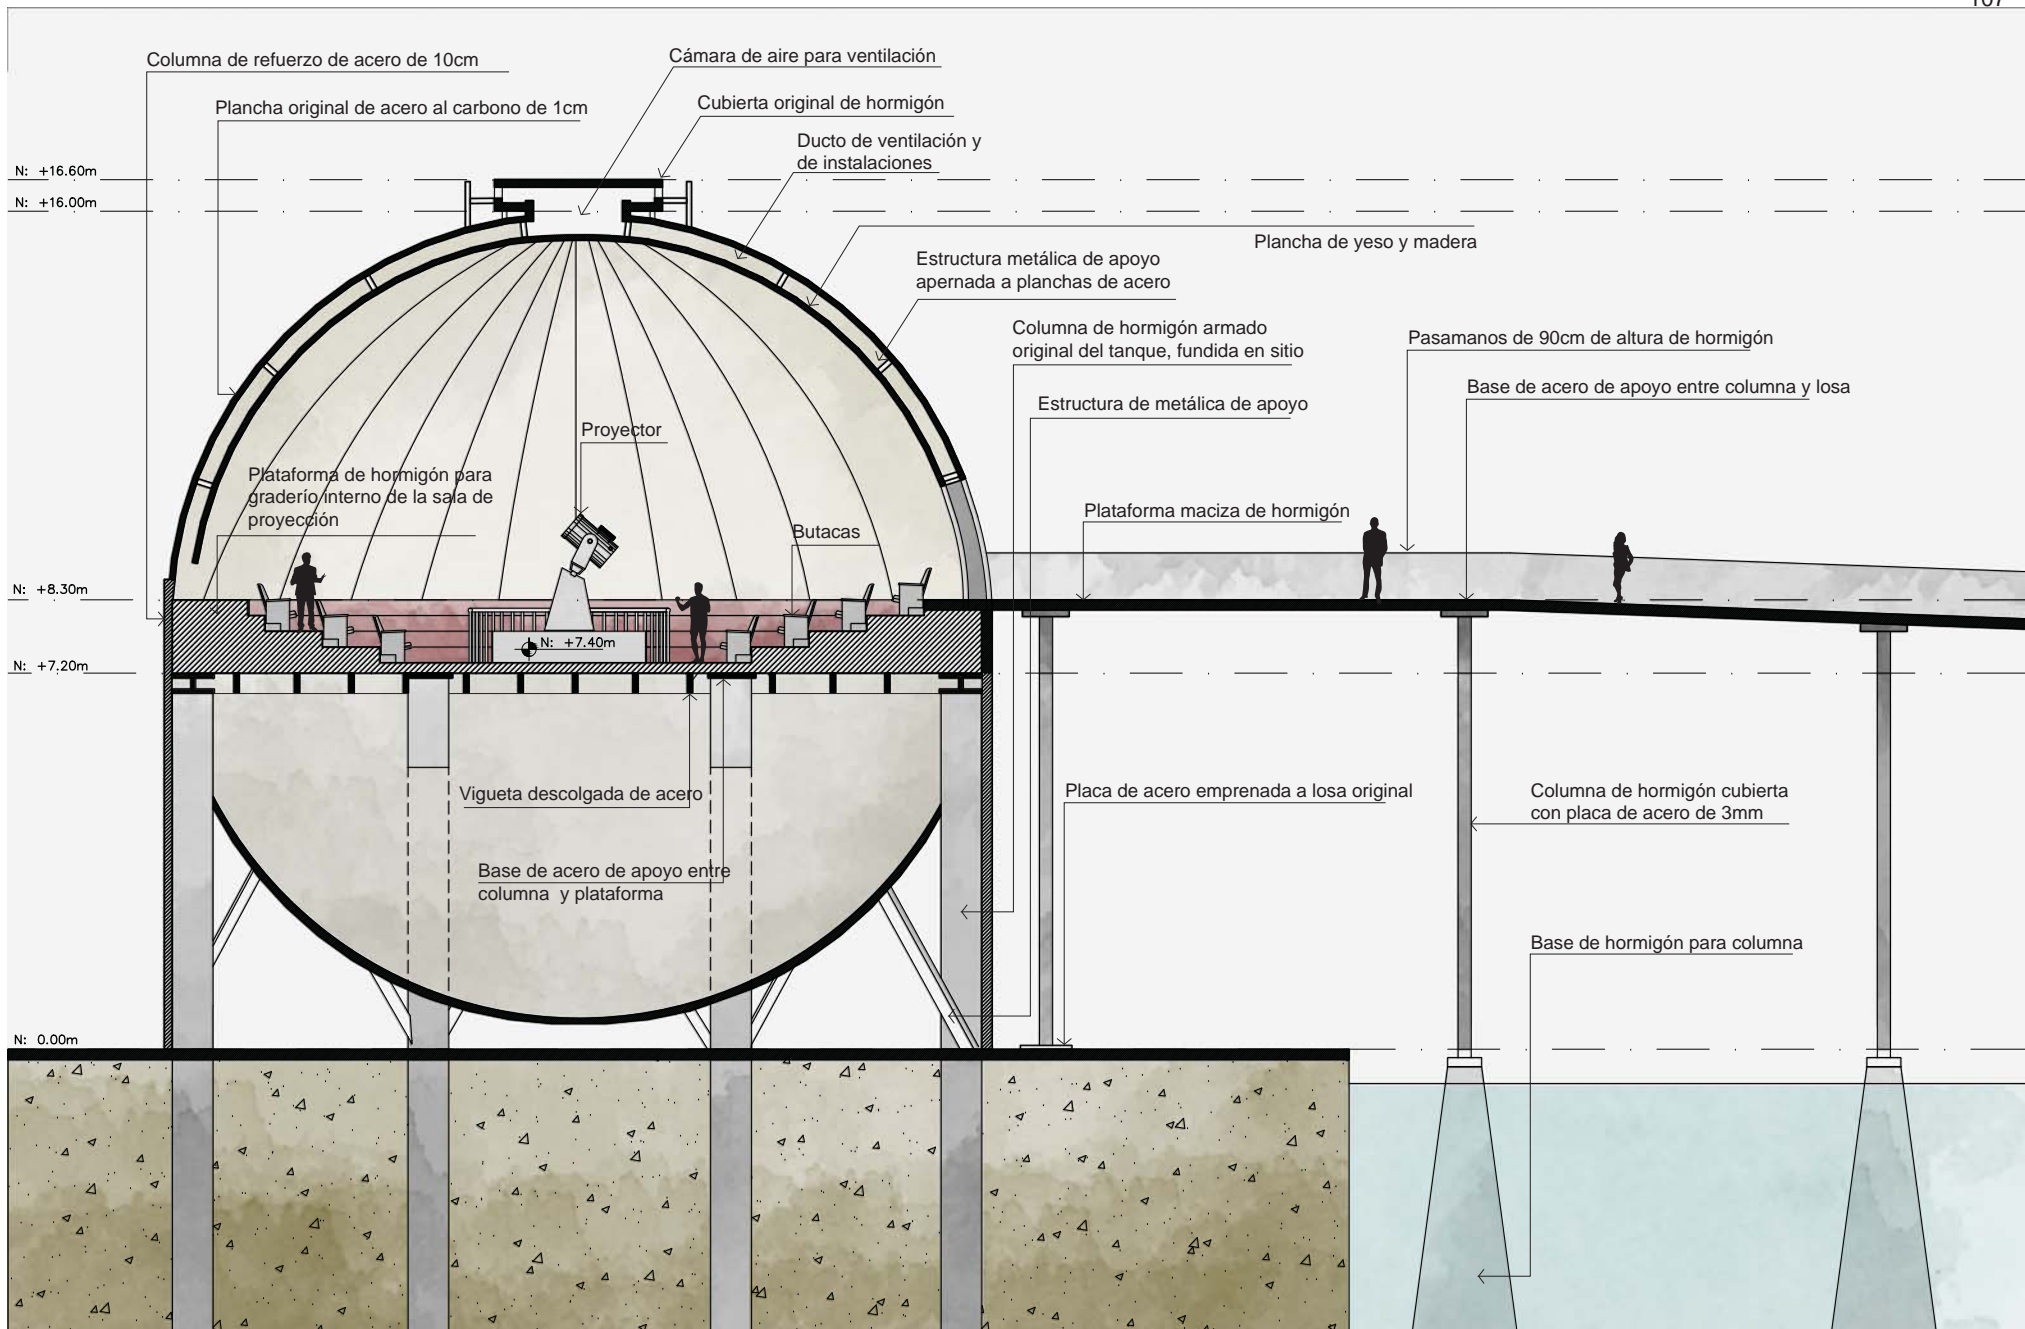 107
Columna de refuerzo de acero de 10cm
Cámara de aire para ventilación
Plancha original de acero al carbono de 1cm
Cubierta original de hormigón
Ducto de ventilación y
de instalaciones
N: +16.60m
N: +16.00m
Plancha de yeso y madera
Estructura metálica de apoyo
apernada a planchas de acero
Columna de hormigón armado
original del tanque, fundida en sitio
Pasamanos de 90cm de altura de hormigón
Base de acero de apoyo entre columna y losa
Estructura de metálica de apoyo
Proyector
Plataforma de hormigón para
graderío interno de la sala de
proyección
Butacas
Plataforma maciza de hormigón
N: +8.30m
N: +7.40m
N: +7.20m
Vigueta descolgada de acero
Placa de acero emprenada a losa original
Columna de hormigón cubierta
con placa de acero de 3mm
Base de acero de apoyo entre
columna y plataforma
Base de hormigón para columna
N: 0.00m